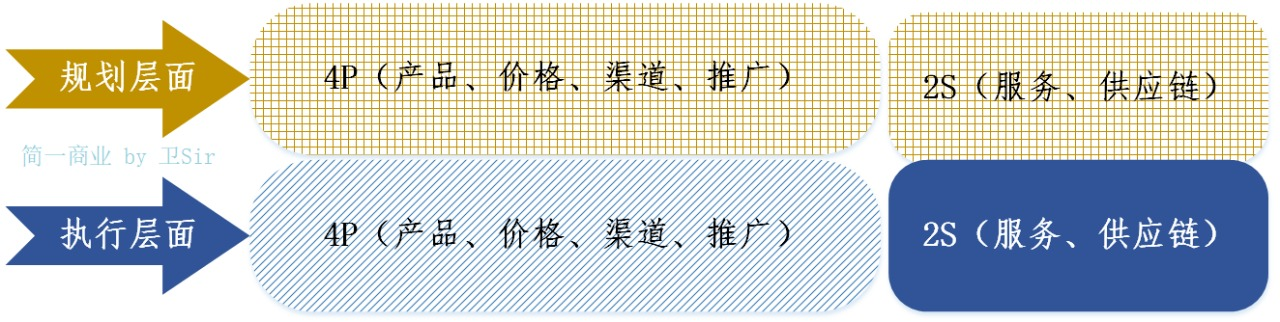 规划层面
4P（产品、价格、渠道、推广）
2S（服务、供应链）
简一商业 by 卫Sir
执行层面
4P（产品、价格、渠道、推广）
2S（服务、供应链）